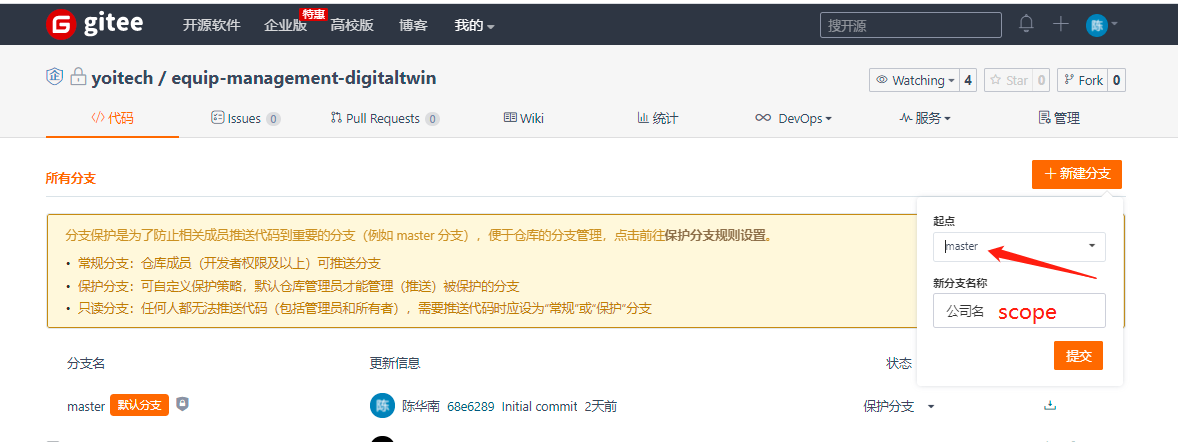 gitee 开源软件 企业版 特惠 高校版 博客 我的 搜开源 陈
yoitech / equip-management-digitaltwin Watching 4 Star 0 Fork 0
代码 Issues 0 Pull Requests 0 Wiki 统计 DevOps 服务 管理
所有分支 + 新建分支
起点
master
新分支名称
公司名 scope
提交
分支保护是为了防止相关成员推送代码到重要的分支（例如 master 分支），便于仓库的分支管理，点击前往保护分支规则设置。
• 常规分支：仓库成员（开发者权限及以上）可推送分支
• 保护分支：可自定义保护策略，默认仓库管理员才能管理（推送）被保护的分支
• 只读分支：任何人都无法推送代码（包括管理员和所有者），需要推送代码时应设为“常规”或“保护”分支
分支名 更新信息 状态
master 默认分支 陈 陈华南 68e6289 Initial commit 2天前 保护分支